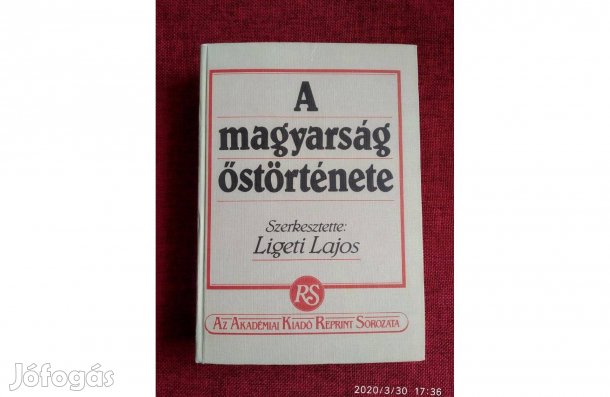 A
magyarság
őstörténete
Szerkesztette:
Ligeti Lajos
RS
AZ AKADÉMIAI KIADÓ REPRINT SOROZATA
Jófogás
2020/3/30 17:36